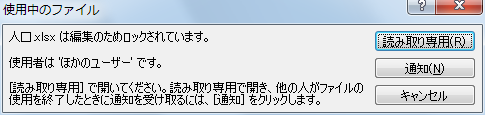 使用中のファイル
人口.xlsx は編集のためロックされています。
使用者は 'ほかのユーザー' です。
[読み取り専用] で開いてください。読み取り専用で開き、他の人がファイルの
使用を終了したときに通知を受け取るには、[通知] をクリックします。
読み取り専用(R)
通知(N)
キャンセル